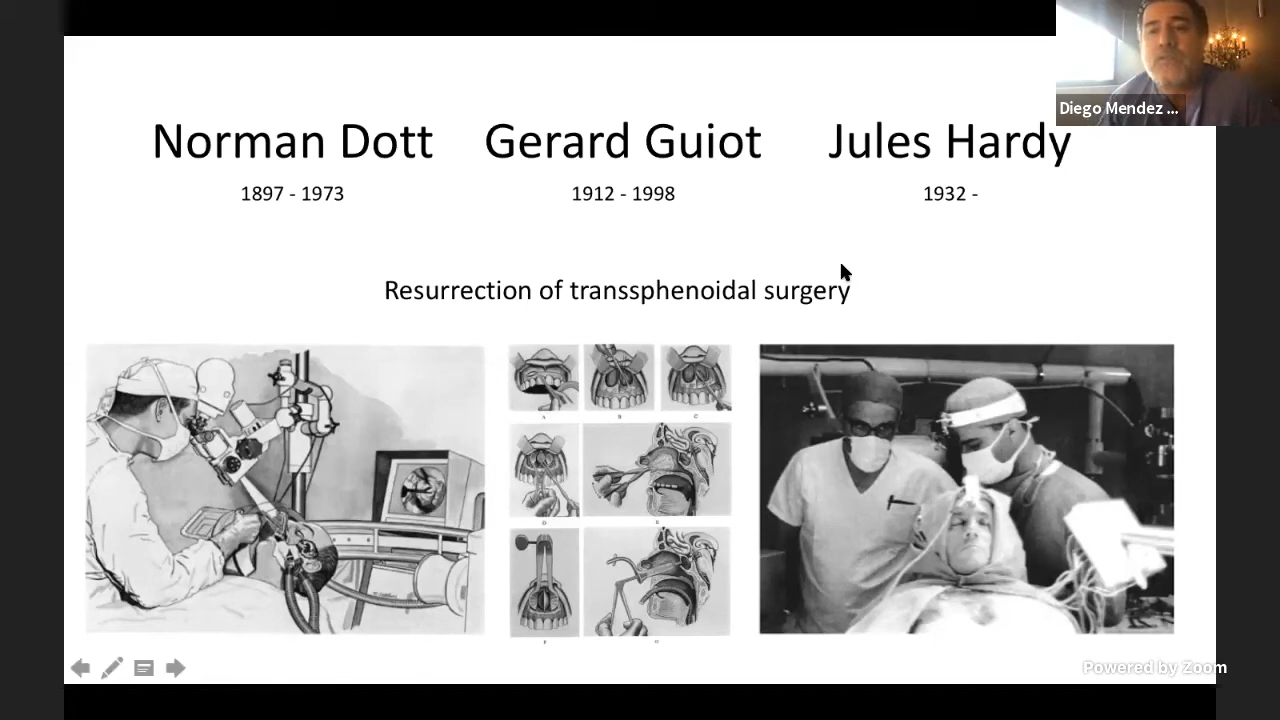 Diego Mendez ...
Norman Dott
Gerard Guiot
Jules Hardy
1897 - 1973
1912 - 1998
1932 -
Resurrection of transsphenoidal surgery
A
B
C
D
E
F
G
Powered by Zoom